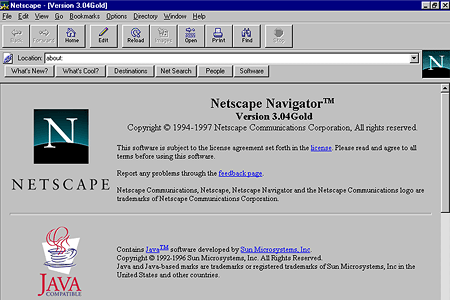 Netscape - [Version 3.04Gold]
File Edit View Go Bookmarks Options Directory Window Help
Back Forward Home Edit Reload Images Open Print Find Stop
Location: about:
What's New? What's Cool? Destinations Net Search People Software
N
Netscape Navigator™
Version 3.04Gold
Copyright © 1994-1997 Netscape Communications Corporation, All rights reserved.
N
NETSCAPE
This software is subject to the license agreement set forth in the license. Please read and agree to all
terms before using this software.
Report any problems through the feedback page.
Netscape Communications, Netscape, Netscape Navigator and the Netscape Communications logo are
trademarks of Netscape Communications Corporation.
JAVA
COMPATIBLE
Contains Java™ software developed by Sun Microsystems, Inc.
Copyright © 1992-1996 Sun Microsystems, Inc. All Rights Reserved.
Java and Java-based marks are trademarks or registered trademarks of Sun Microsystems, Inc in the
United States and other countries.